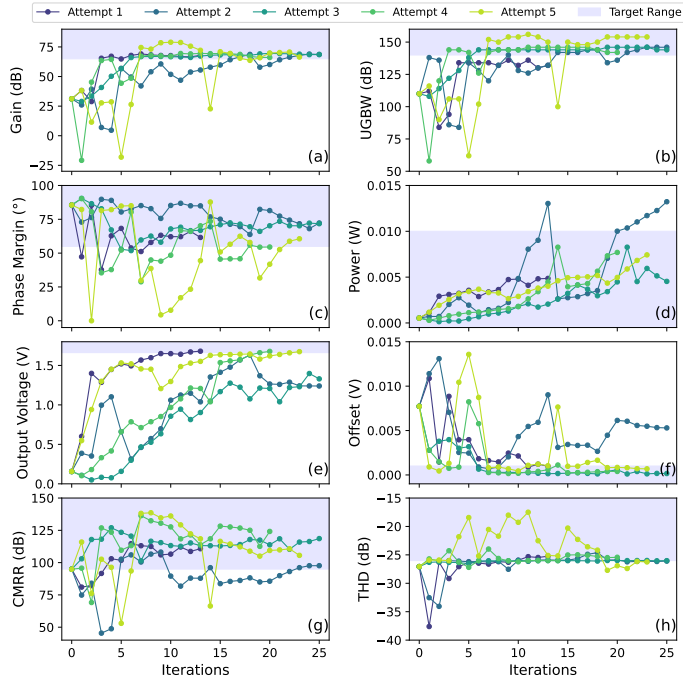 Attempt 1 Attempt 2 Attempt 3 Attempt 4 Attempt 5 Target Range
Gain (dB)
75
50
25
0
−25
(a)
UGBW (dB)
150
125
100
75
50
(b)
Phase Margin (°)
100
75
50
25
0
(c)
Power (W)
0.015
0.010
0.005
0.000
(d)
Output Voltage (V)
1.5
1.0
0.5
0.0
(e)
Offset (V)
0.015
0.010
0.005
0.000
(f)
CMRR (dB)
150
125
100
75
50
(g)
0 5 10 15 20 25
Iterations
THD (dB)
−15
−20
−25
−30
−35
−40
(h)
0 5 10 15 20 25
Iterations